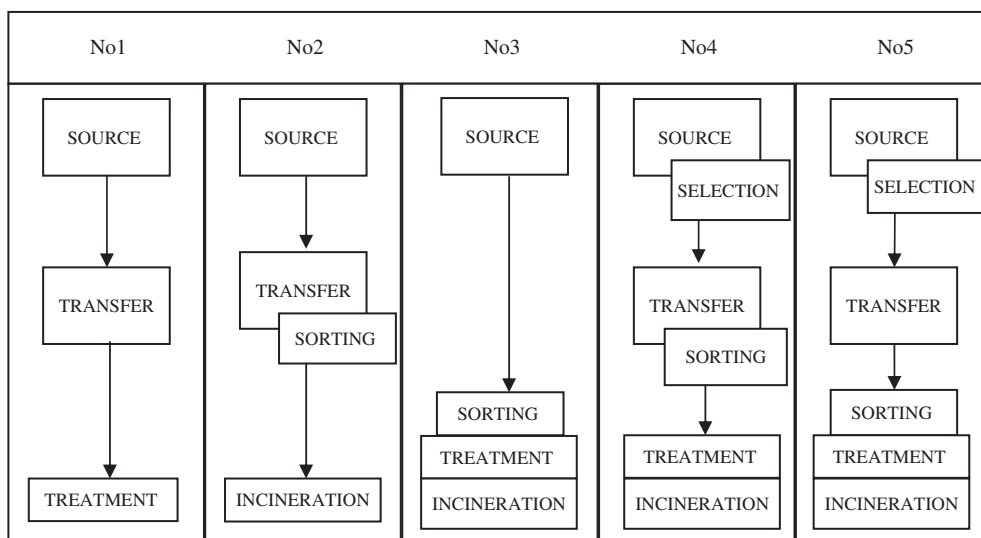 No1
No2
No3
No4
No5
SOURCE
TRANSFER
TREATMENT
SOURCE
TRANSFER
SORTING
INCINERATION
SOURCE
SORTING
TREATMENT
INCINERATION
SOURCE
SELECTION
TRANSFER
SORTING
TREATMENT
INCINERATION
SOURCE
SELECTION
TRANSFER
SORTING
TREATMENT
INCINERATION